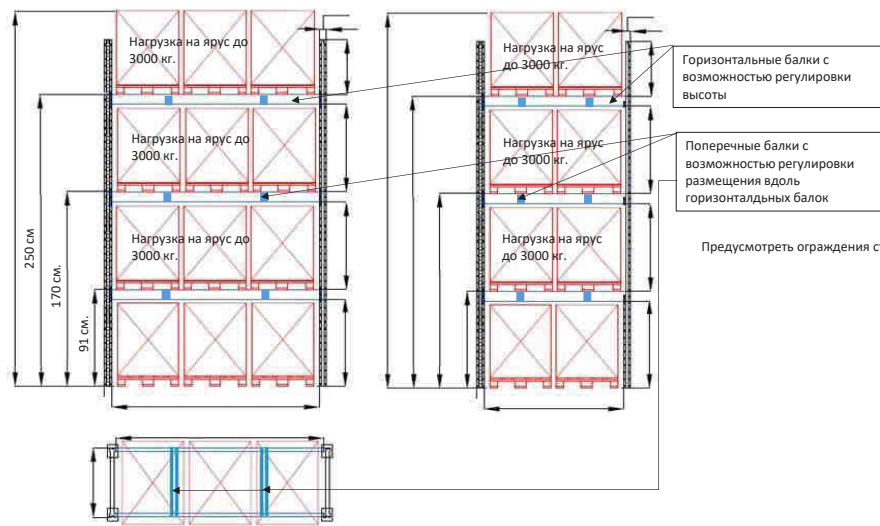 Нагрузка на ярус до
3000 кг.
Нагрузка на ярус
до 3000 кг.
Горизонтальные балки с
возможностью регулировки
высоты
Нагрузка на ярус до
3000 кг.
Нагрузка на ярус
до 3000 кг.
Поперечные балки с
возможностью регулировки
размещения вдоль
горизонталдьных балок
Нагрузка на ярус до
3000 кг.
Нагрузка на ярус
до 3000 кг.
Предусмотреть ограждения
250 см
170 см.
91 см.